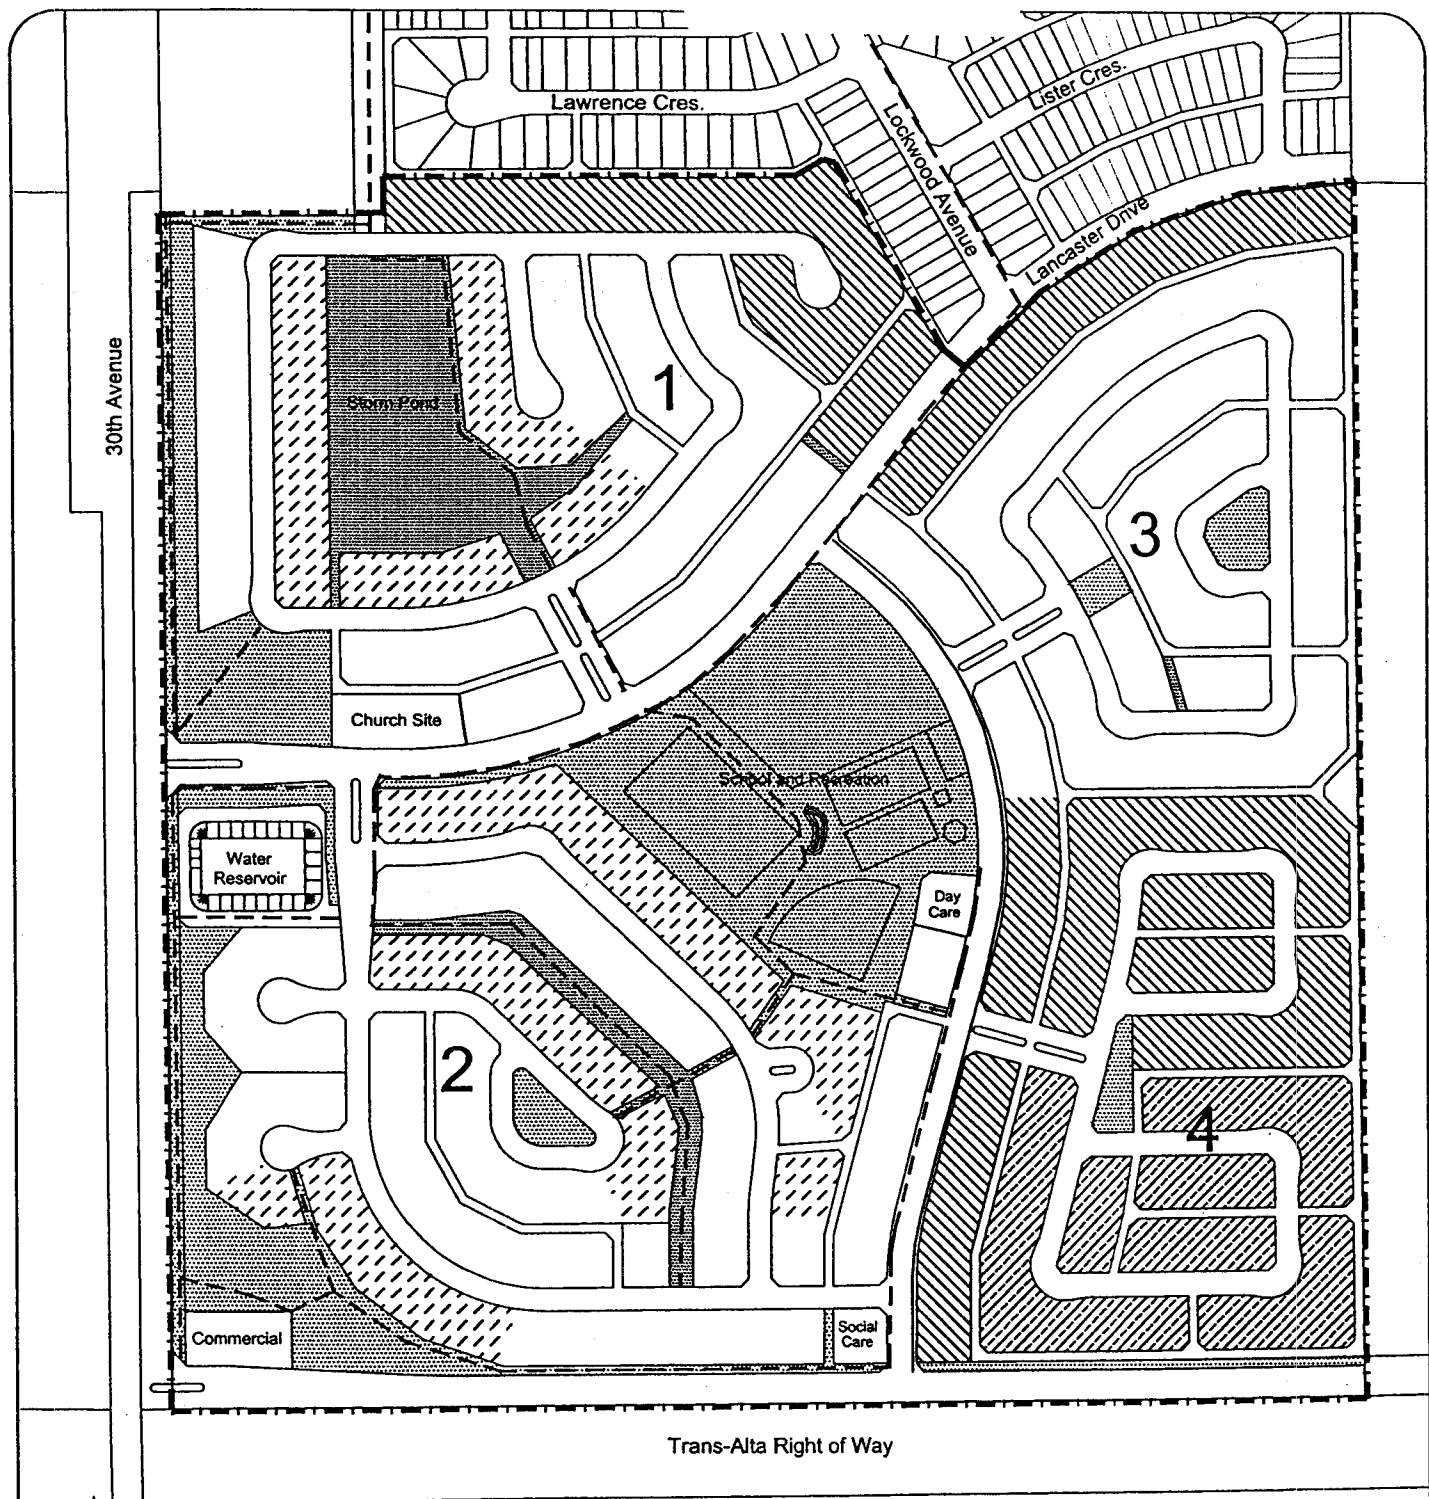 Lawrence Cres.
Lister Cres.
Lockwood Avenue
Lancaster Drive
30th Avenue
Storm Pond
1
3
Church Site
School and Recreation
Water
Reservoir
Day
Care
2
4
Commercial
Social
Care
Trans-Alta Right of Way